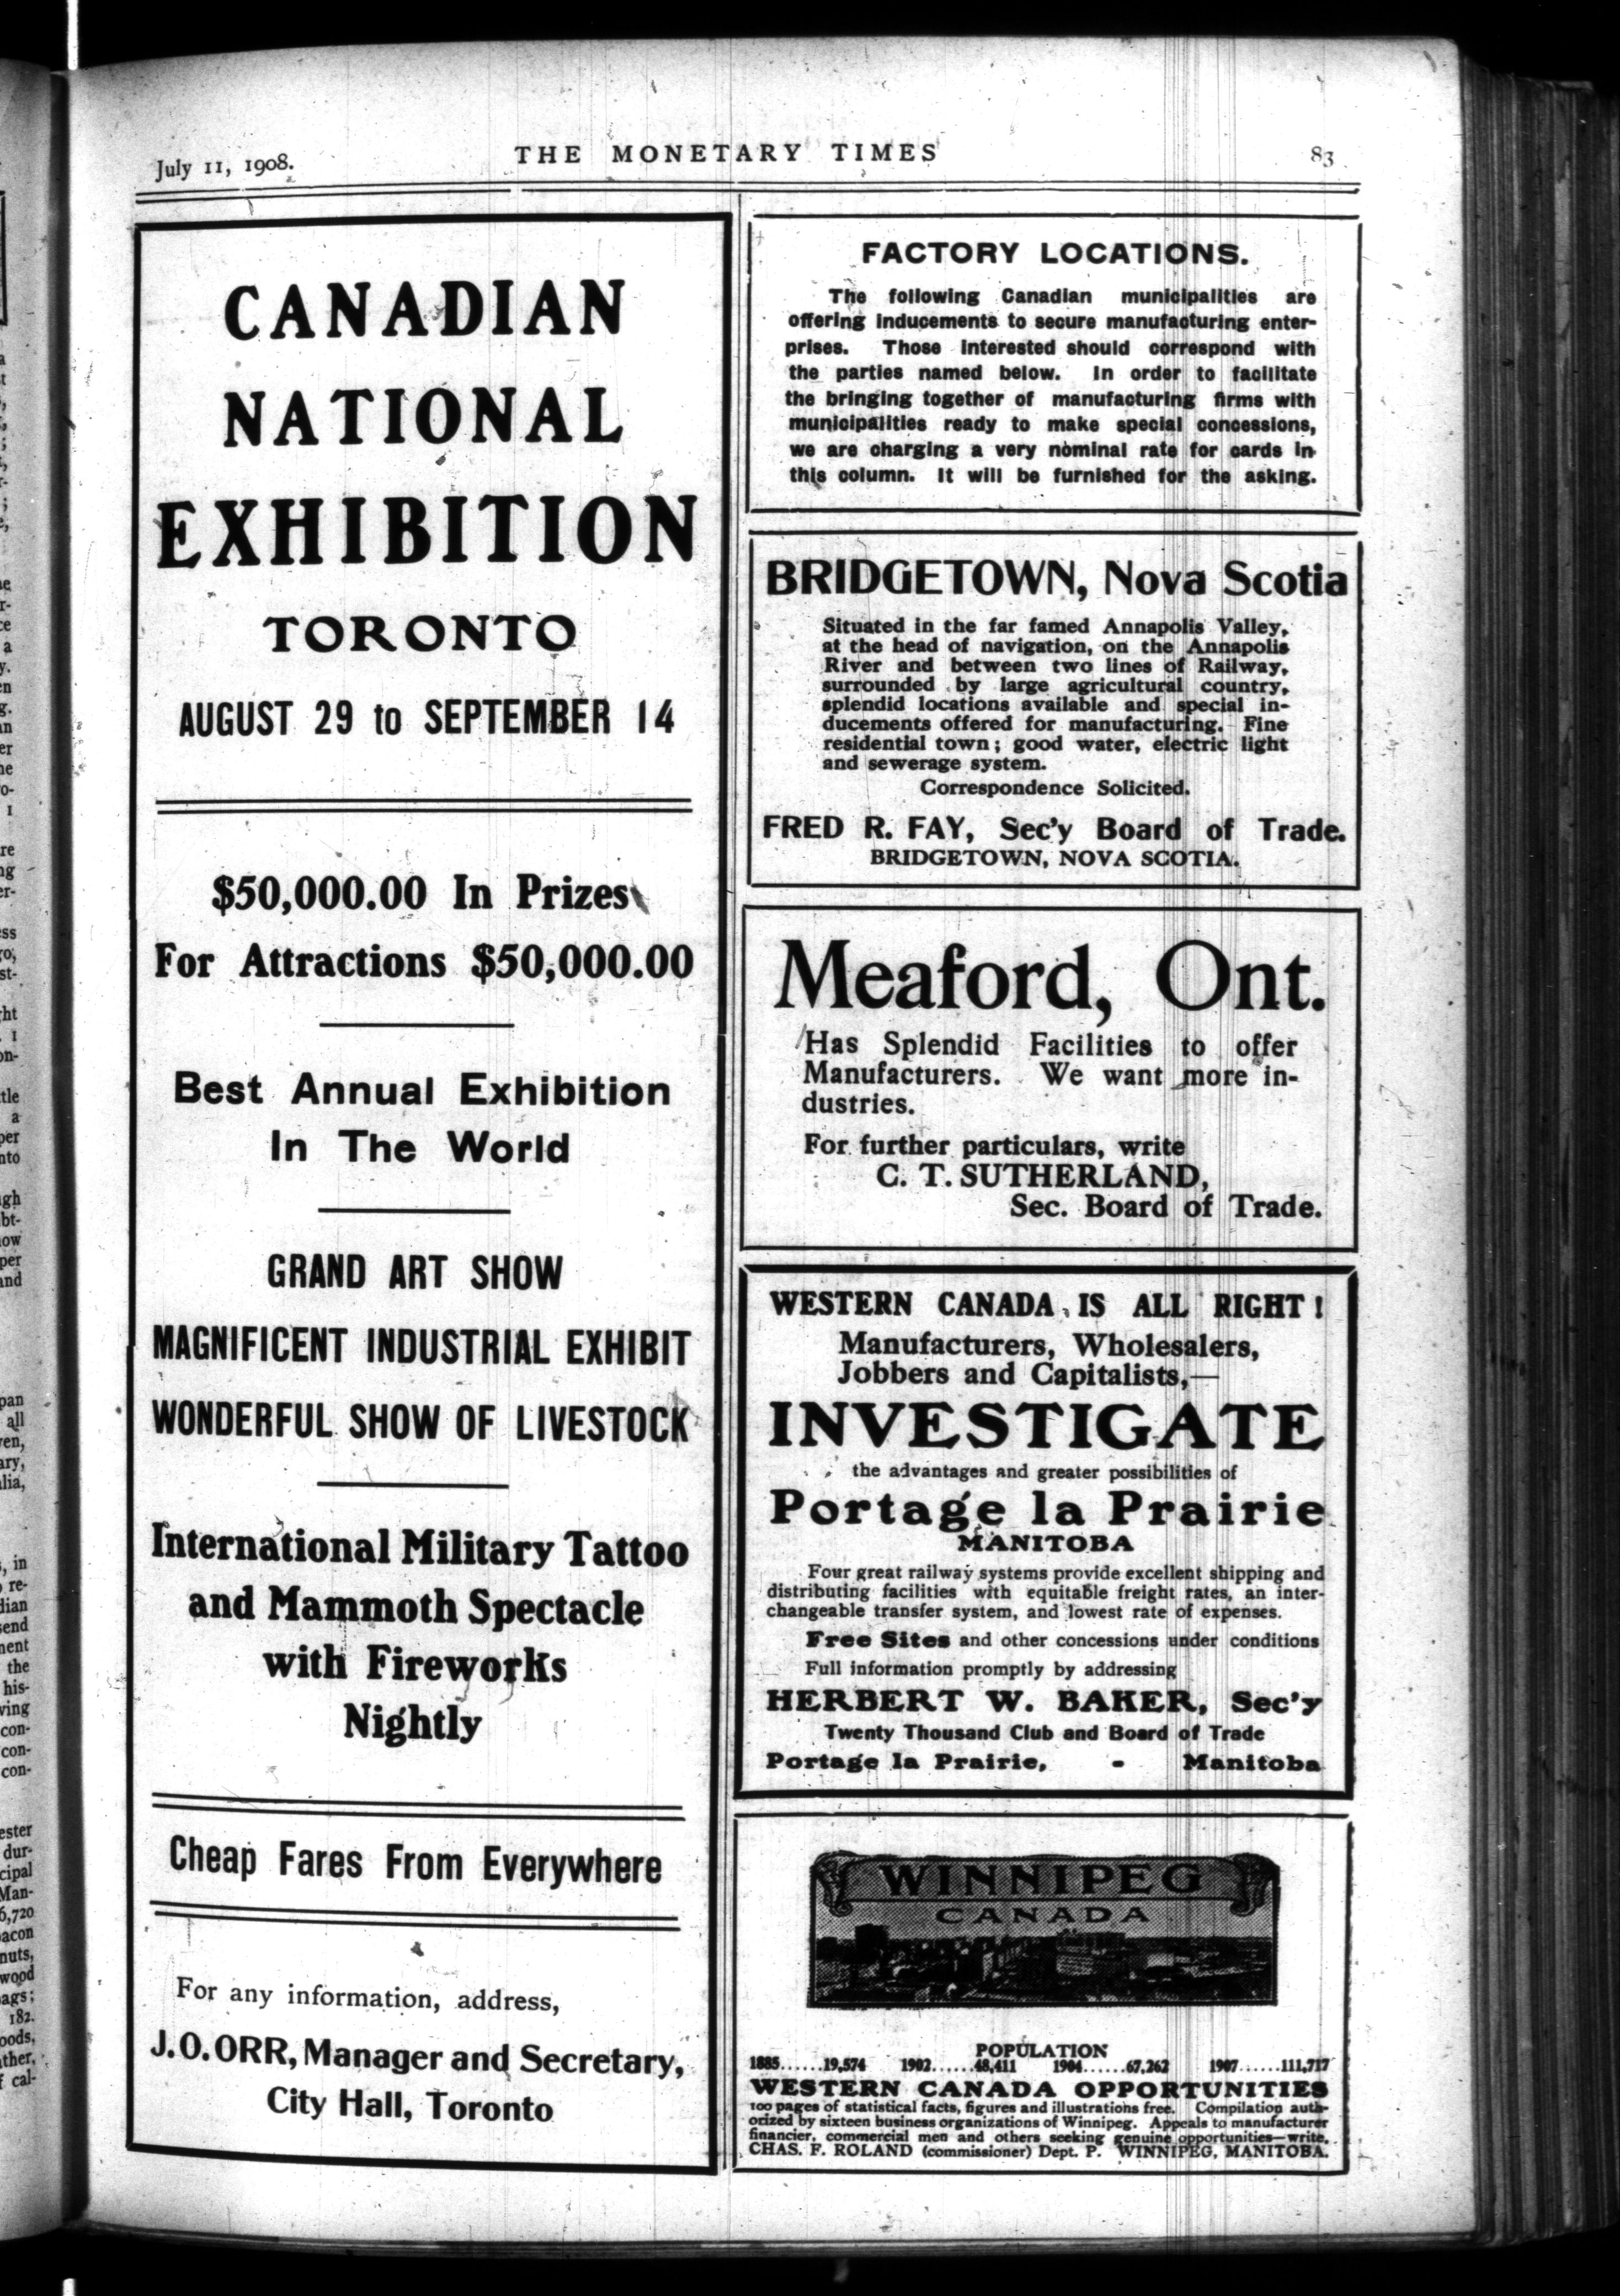 July 11, 1908.
THE MONETARY TIMES
83
CANADIAN
NATIONAL
EXHIBITION
TORONTO
AUGUST 29 to SEPTEMBER 14
$50,000.00 In Prizes
For Attractions $50,000.00
Best Annual Exhibition
In The World
GRAND ART SHOW
MAGNIFICENT INDUSTRIAL EXHIBIT
WONDERFUL SHOW OF LIVESTOCK
International Military Tattoo
and Mammoth Spectacle
with Fireworks
Nightly
Cheap Fares From Everywhere
For any information, address,
J. O. ORR, Manager and Secretary,
City Hall, Toronto
FACTORY LOCATIONS.
The following Canadian municipalities are
offering inducements to secure manufacturing enter-
prises. Those interested should correspond with
the parties named below. In order to facilitate
the bringing together of manufacturing firms with
municipalities ready to make special concessions,
we are charging a very nominal rate for cards in
this column. It will be furnished for the asking.
BRIDGETOWN, Nova Scotia
Situated in the far famed Annapolis Valley,
at the head of navigation, on the Annapolis
River and between two lines of Railway,
surrounded by large agricultural country,
splendid locations available and special in-
ducements offered for manufacturing. Fine
residential town; good water, electric light
and sewerage system.
Correspondence Solicited.
FRED R. FAY, Sec'y Board of Trade.
BRIDGETOWN, NOVA SCOTIA.
Meaford, Ont.
Has Splendid Facilities to offer
Manufacturers. We want more in-
dustries.
For further particulars, write
C. T. SUTHERLAND,
Sec. Board of Trade.
WESTERN CANADA IS ALL RIGHT!
Manufacturers, Wholesalers,
Jobbers and Capitalists,—
INVESTIGATE
the advantages and greater possibilities of
Portage la Prairie
MANITOBA
Four great railway systems provide excellent shipping and
distributing facilities with equitable freight rates, an inter-
changeable transfer system, and lowest rate of expenses.
Free Sites and other concessions under conditions
Full information promptly by addressing
HERBERT W. BAKER, Sec'y
Twenty Thousand Club and Board of Trade
Portage la Prairie, - Manitoba
WINNIPEG
CANADA
POPULATION
1885......19,574 1902......48,411 1904......67,262 1907......111,717
WESTERN CANADA OPPORTUNITIES
100 pages of statistical facts, figures and illustrations free. Compilation auth-
orized by sixteen business organizations of Winnipeg. Appeals to manufacturer
financier, commercial men and others seeking genuine opportunities—write,
CHAS. F. ROLAND (commissioner) Dept. P. WINNIPEG, MANITOBA.